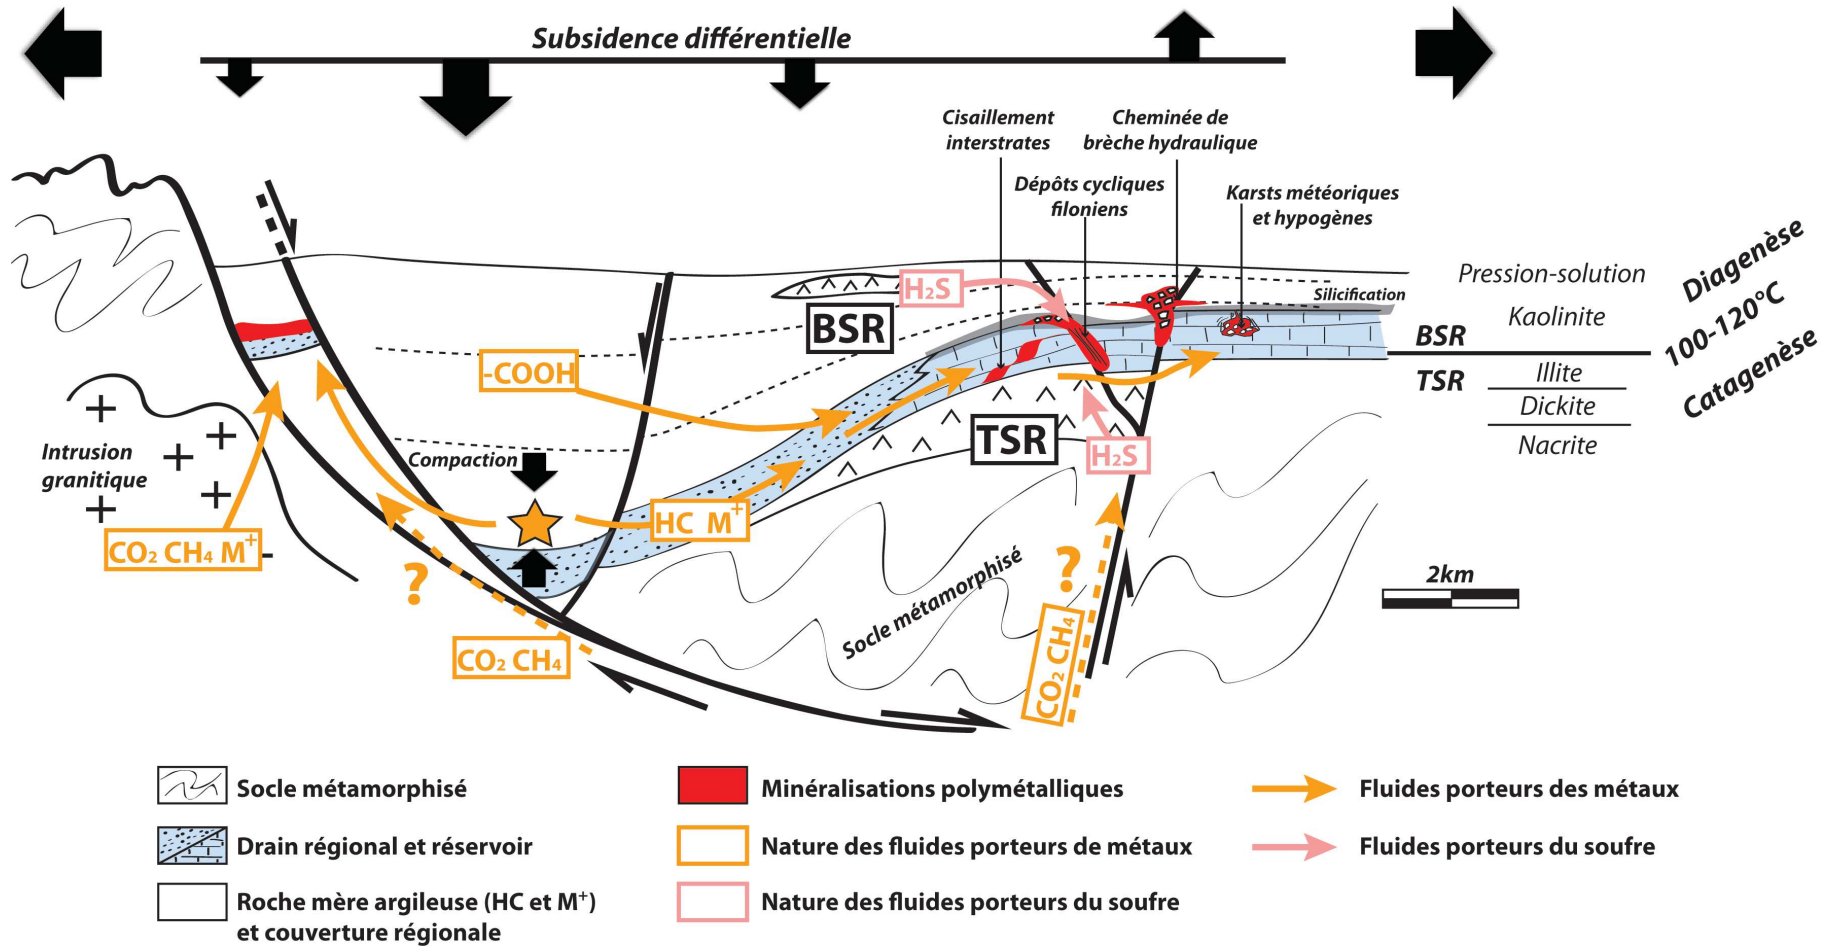 Subsidence différentielle
Cisaillement
interstrates
Cheminée de
brèche hydraulique
Dépôts cycliques
filoniens
Karsts météoriques
et hypogènes
H₂S
BSR
Silicification
Pression-solution
Kaolinite
BSR
TSR
Illite
Dickite
Nacrite
Diagenèse
100-120°C
Catagenèse
-COOH
TSR
H₂S
Compaction
Intrusion
granitique
HC M⁺
CO₂ CH₄ M⁺
?
CO₂ CH₄
Socle métamorphisé
?
CO₂ CH₄
2km
Socle métamorphisé
Drain régional et réservoir
Roche mère argileuse (HC et M⁺)
et couverture régionale
Minéralisations polymétalliques
Nature des fluides porteurs de métaux
Nature des fluides porteurs du soufre
Fluides porteurs des métaux
Fluides porteurs du soufre